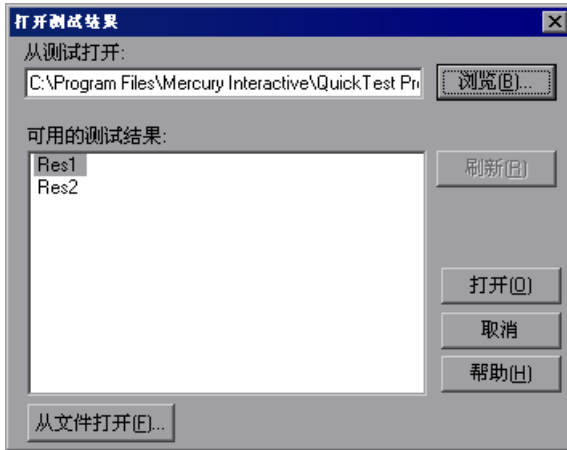 打开测试结果
从测试打开:
C:\Program Files\Mercury Interactive\QuickTest Pr
浏览(B)...
可用的测试结果:
Res1
Res2
刷新(R)
打开(O)
取消
帮助(H)
从文件打开(F)...